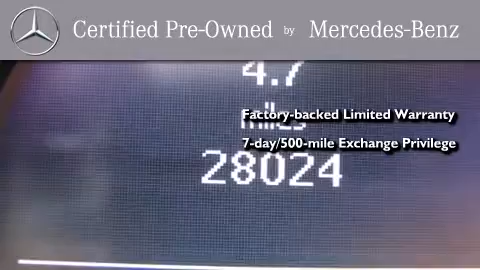 Certified Pre-Owned by Mercedes-Benz
4.7
Factory-backed Limited Warranty
miles
7-day/500-mile Exchange Privilege
28024